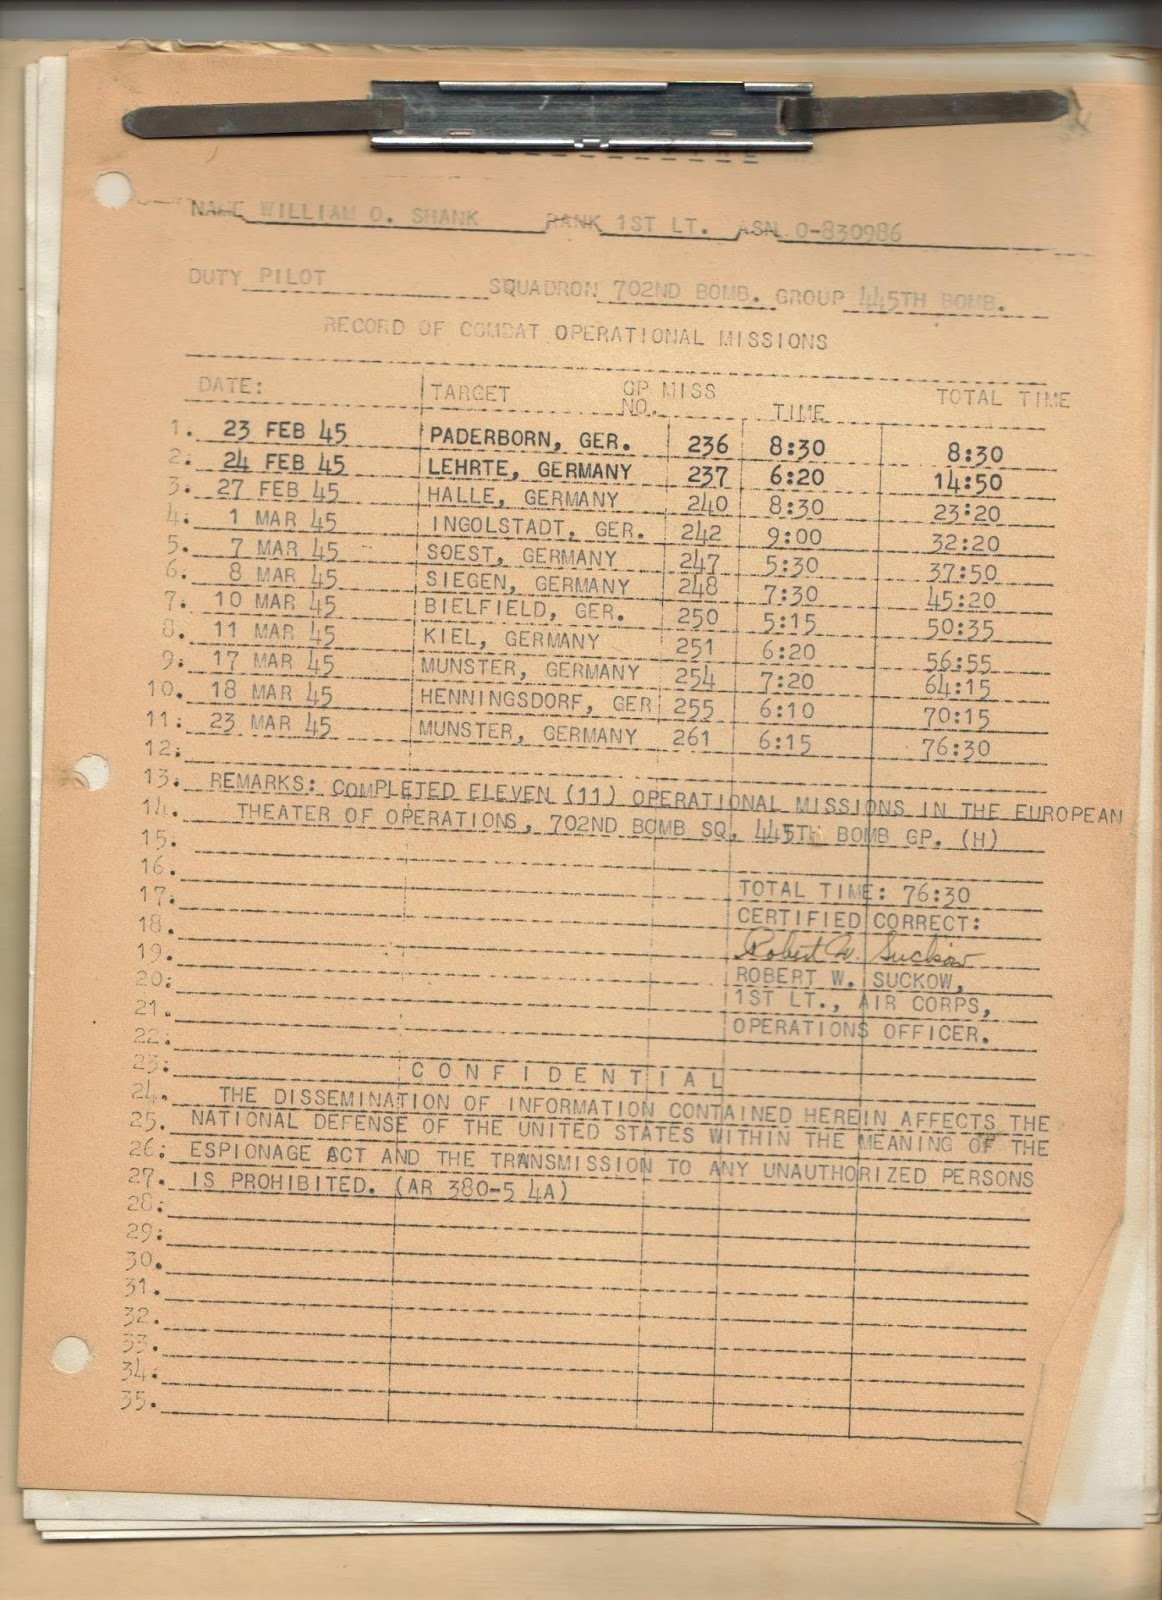 NAME WILLIAM O. SHANK RANK 1ST LT. ASN 0-830986
DUTY PILOT SQUADRON 702ND BOMB. GROUP 445TH BOMB.
RECORD OF COMBAT OPERATIONAL MISSIONS
DATE: TARGET GP MISS NO. TIME TOTAL TIME
1. 23 FEB 45 PADERBORN, GER. 236 8:30 8:30
2. 24 FEB 45 LEHRTE, GERMANY 237 6:20 14:50
3. 27 FEB 45 HALLE, GERMANY 240 8:30 23:20
4. 1 MAR 45 INGOLSTADT, GER. 242 9:00 32:20
5. 7 MAR 45 SOEST, GERMANY 247 5:30 37:50
6. 8 MAR 45 SIEGEN, GERMANY 248 7:30 45:20
7. 10 MAR 45 BIELFIELD, GER. 250 5:15 50:35
8. 11 MAR 45 KIEL, GERMANY 251 6:20 56:55
9. 17 MAR 45 MUNSTER, GERMANY 254 7:20 64:15
10. 18 MAR 45 HENNINGSDORF, GER 255 6:10 70:15
11. 23 MAR 45 MUNSTER, GERMANY 261 6:15 76:30
12.
13. REMARKS: COMPLETED ELEVEN (11) OPERATIONAL MISSIONS IN THE EUROPEAN
14. THEATER OF OPERATIONS, 702ND BOMB SQ. 445TH BOMB GP. (H)
15.
16.
17. TOTAL TIME: 76:30
18. CERTIFIED CORRECT:
19. Robert W. Suckow
20. ROBERT W. SUCKOW,
21. 1ST LT., AIR CORPS,
22. OPERATIONS OFFICER.
23. C O N F I D E N T I A L
24. THE DISSEMINATION OF INFORMATION CONTAINED HEREIN AFFECTS THE
25. NATIONAL DEFENSE OF THE UNITED STATES WITHIN THE MEANING OF THE
26. ESPIONAGE ACT AND THE TRANSMISSION TO ANY UNAUTHORIZED PERSONS
27. IS PROHIBITED. (AR 380-5 4A)
28.
29.
30.
31.
32.
33.
34.
35.